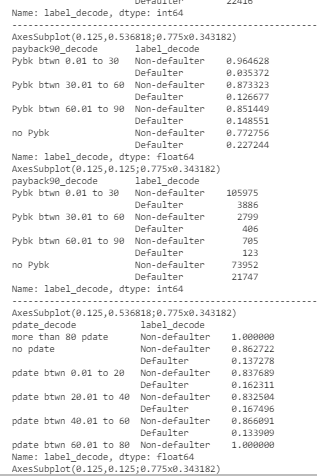 Defaulter 22416
Name: label_decode, dtype: int64
----------------------------------------------------------------
AxesSubplot(0.125,0.536818;0.775x0.343182)
payback90_decode label_decode
Pybk btwn 0.01 to 30 Non-defaulter 0.964628
Defaulter 0.035372
Pybk btwn 30.01 to 60 Non-defaulter 0.873323
Defaulter 0.126677
Pybk btwn 60.01 to 90 Non-defaulter 0.851449
Defaulter 0.148551
no Pybk Non-defaulter 0.772756
Defaulter 0.227244
Name: label_decode, dtype: float64
AxesSubplot(0.125,0.125;0.775x0.343182)
payback90_decode label_decode
Pybk btwn 0.01 to 30 Non-defaulter 105975
Defaulter 3886
Pybk btwn 30.01 to 60 Non-defaulter 2799
Defaulter 406
Pybk btwn 60.01 to 90 Non-defaulter 705
Defaulter 123
no Pybk Non-defaulter 73952
Defaulter 21747
Name: label_decode, dtype: int64
----------------------------------------------------------------
AxesSubplot(0.125,0.536818;0.775x0.343182)
pdate_decode label_decode
more than 80 pdate Non-defaulter 1.000000
no pdate Non-defaulter 0.862722
Defaulter 0.137278
pdate btwn 0.01 to 20 Non-defaulter 0.837689
Defaulter 0.162311
pdate btwn 20.01 to 40 Non-defaulter 0.832504
Defaulter 0.167496
pdate btwn 40.01 to 60 Non-defaulter 0.866091
Defaulter 0.133909
pdate btwn 60.01 to 80 Non-defaulter 1.000000
Name: label_decode, dtype: float64
AxesSubplot(0.125,0.125;0.775x0.343182)